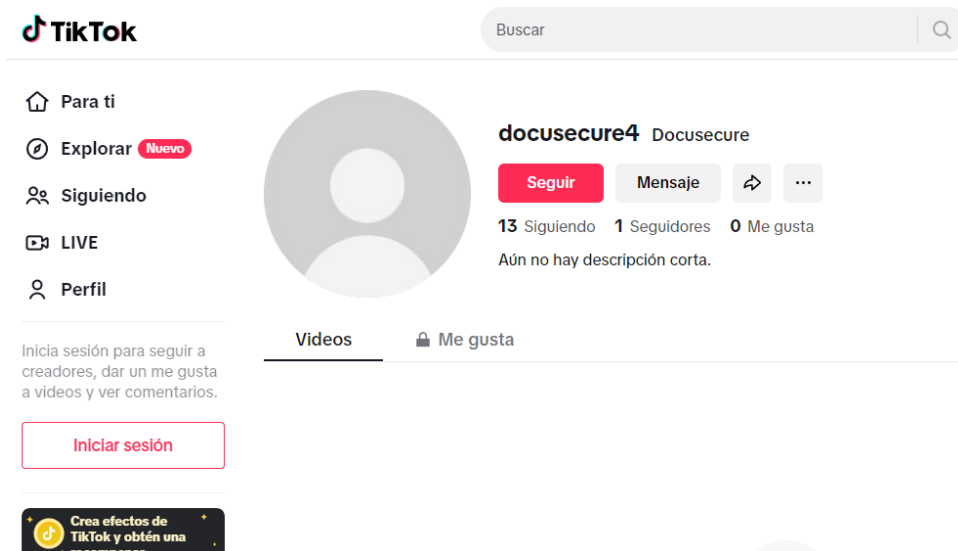 TikTok
Buscar
Para ti
Explorar Nuevo
Siguiendo
LIVE
Perfil
Inicia sesión para seguir a
creadores, dar un me gusta
a videos y ver comentarios.
Iniciar sesión
Crea efectos de
TikTok y obtén una
docusecure4 Docusecure
Seguir Mensaje
13 Siguiendo 1 Seguidores 0 Me gusta
Aún no hay descripción corta.
Videos Me gusta